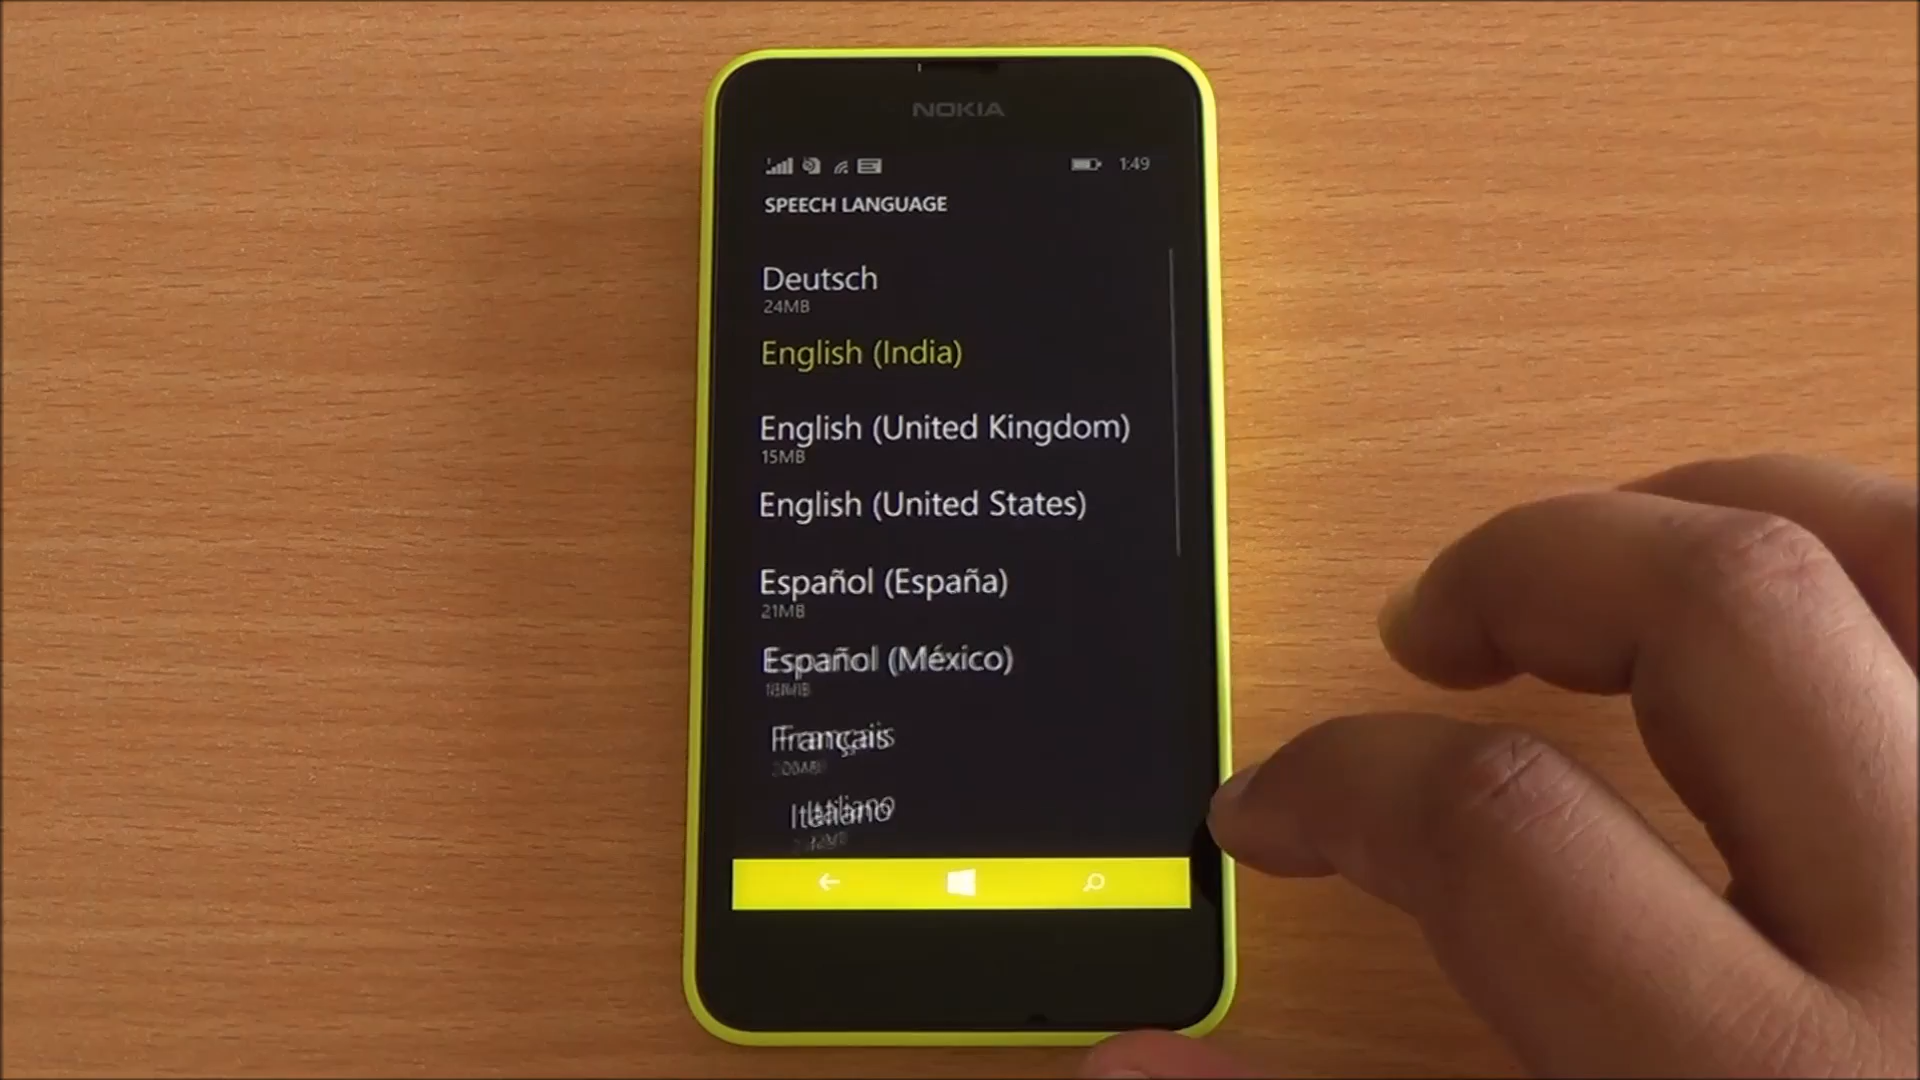 NOKIA
1:49
SPEECH LANGUAGE
Deutsch
24MB
English (India)
English (United Kingdom)
15MB
English (United States)
Español (España)
21MB
Español (México)
Français
Italiano